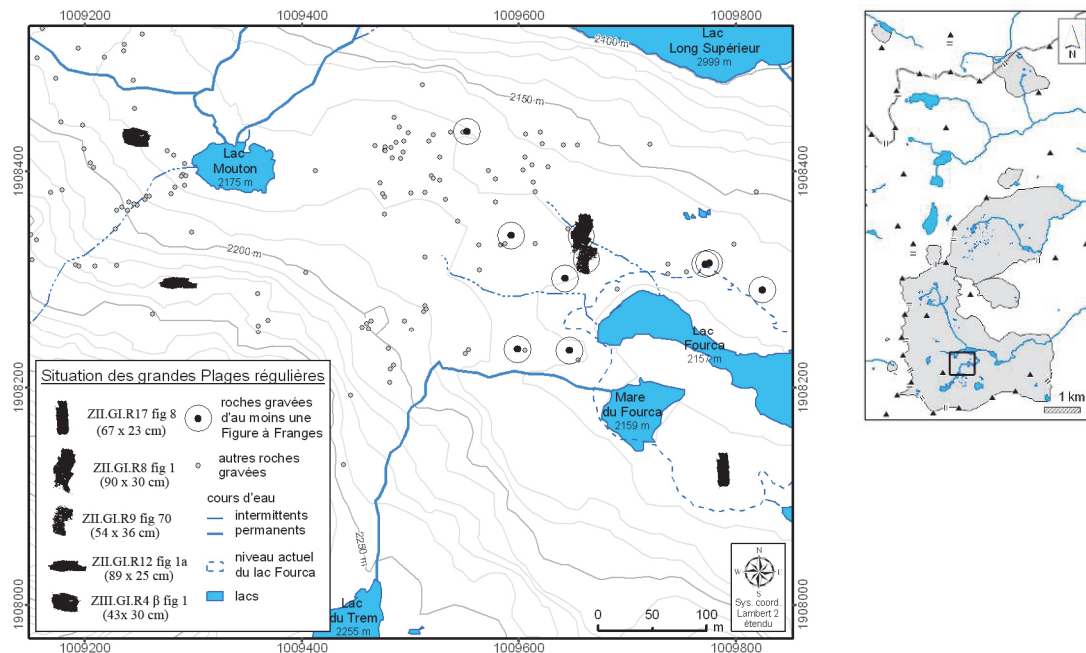 1009200
1009400
1009600
1009800
Lac
Long Supérieur
2999 m
2100 m
2150 m
1908400
1908400
Lac
Mouton
2175 m
2200 m
Lac
Fourca
2157 m
1908200
1908200
Mare
du Fourca
2159 m
2250 m
Lac
du Trem
2255 m
1908000
1908000
Situation des grandes Plages régulières
ZII.GI.R17 fig 8
(67 x 23 cm)
ZII.GI.R8 fig 1
(90 x 30 cm)
ZII.GI.R9 fig 70
(54 x 36 cm)
ZII.GI.R12 fig 1a
(89 x 25 cm)
ZIII.GI.R4 β fig 1
(43x 30 cm)
roches gravées
d'au moins une
Figure à Franges
autres roches
gravées
cours d'eau
intermittents
permanents
niveau actuel
du lac Fourca
lacs
0 50 100
m
N
W E
S
Sys. coord.
Lambert 2
étendu
1009200
1009400
1009600
1009800
N
1 km